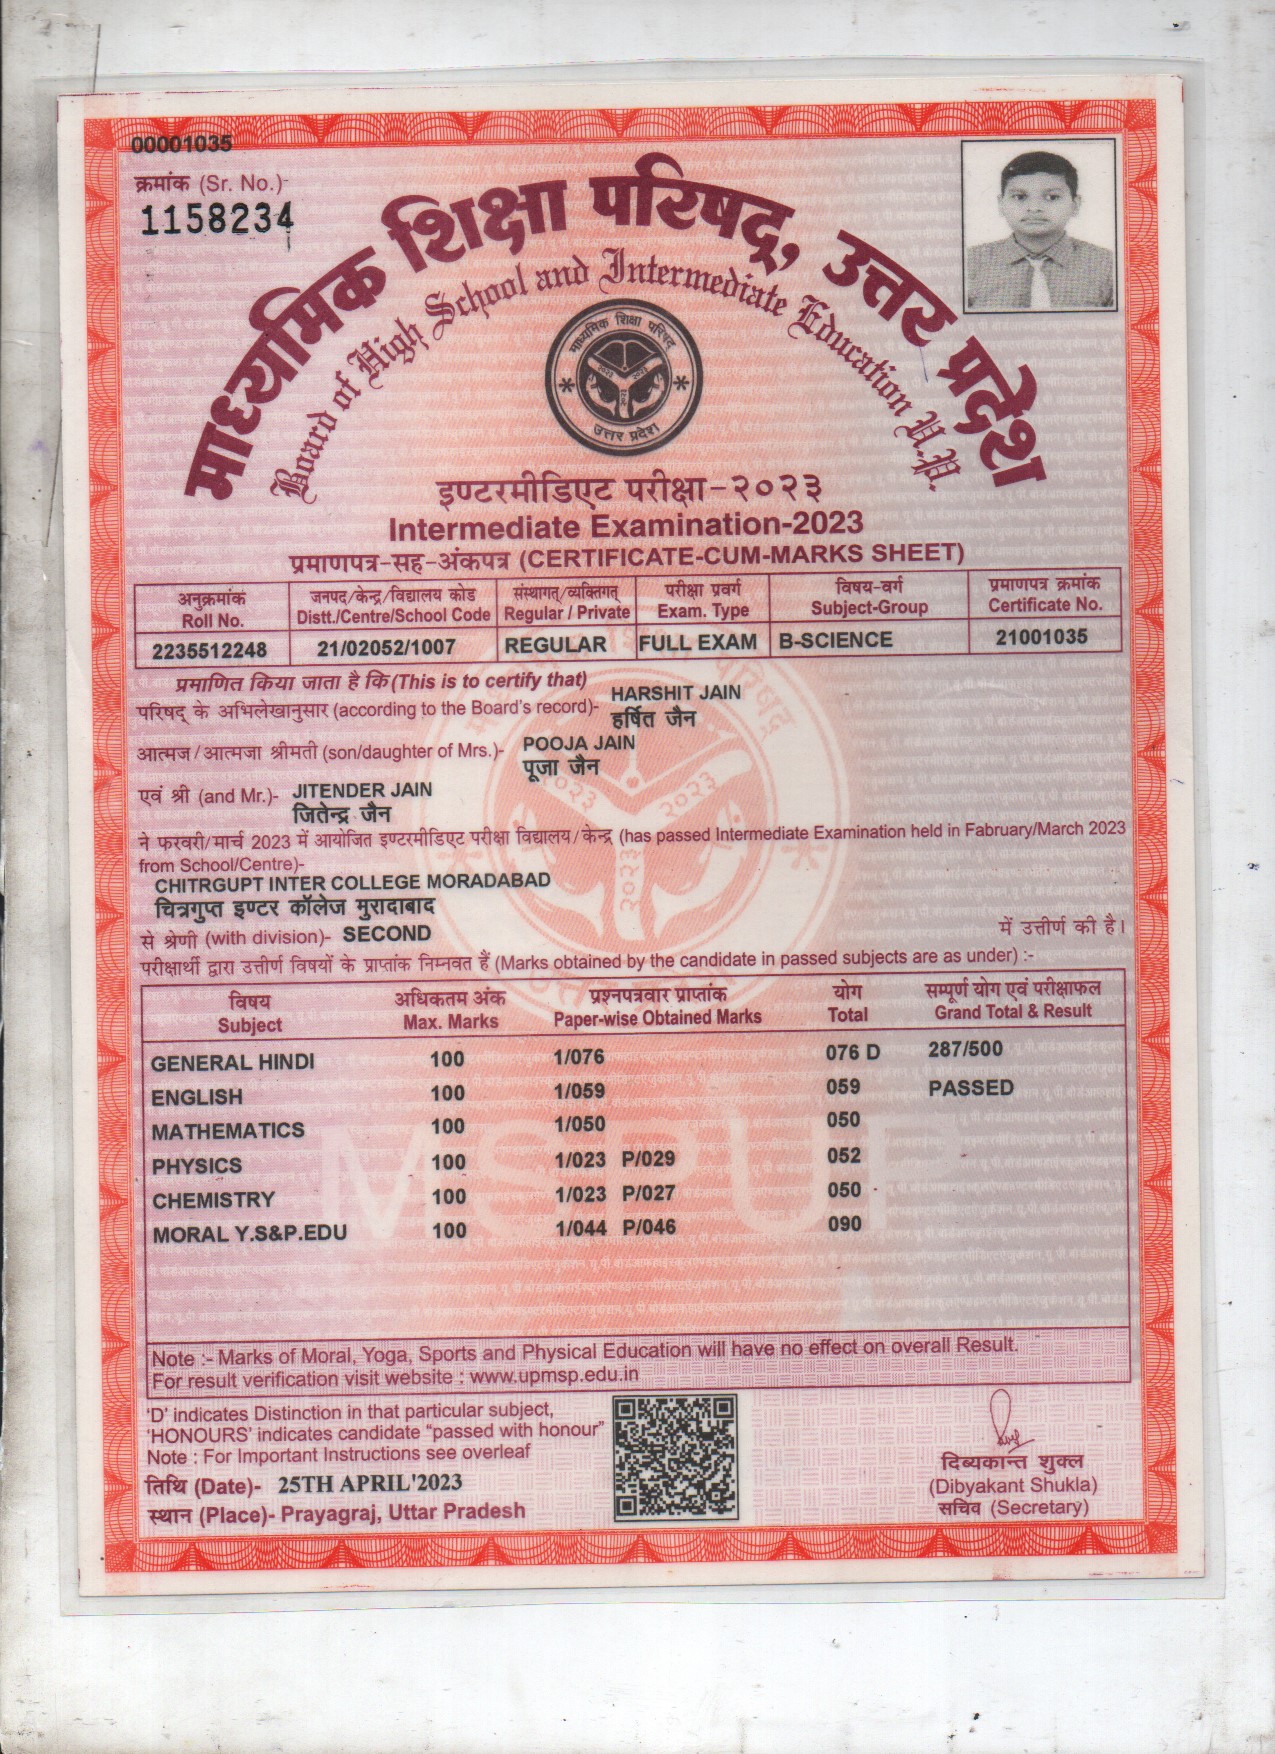 00001035
क्रमांक (Sr. No.)-
1158234
माध्यमिक शिक्षा परिषद्, उत्तर प्रदेश
Board of High School and Intermediate Education U.P.
माध्यमिक शिक्षा परिषद्
२०२३ २०२३
२०२३
उत्तर प्रदेश
इण्टरमीडिएट परीक्षा-२०२३
Intermediate Examination-2023
प्रमाणपत्र-सह-अंकपत्र (CERTIFICATE-CUM-MARKS SHEET)
अनुक्रमांक जनपद/केन्द्र/विद्यालय कोड संस्थागत्/व्यक्तिगत् परीक्षा प्रवर्ग विषय-वर्ग प्रमाणपत्र क्रमांक
Roll No. Distt./Centre/School Code Regular / Private Exam. Type Subject-Group Certificate No.
2235512248 21/02052/1007 REGULAR FULL EXAM B-SCIENCE 21001035
प्रमाणित किया जाता है कि (This is to certify that)
HARSHIT JAIN
परिषद् के अभिलेखानुसार (according to the Board's record)-
हर्षित जैन
POOJA JAIN
आत्मज/आत्मजा श्रीमती (son/daughter of Mrs.)-
पूजा जैन
एवं श्री (and Mr.)- JITENDER JAIN
जितेन्द्र जैन
ने फरवरी/मार्च 2023 में आयोजित इण्टरमीडिएट परीक्षा विद्यालय/केन्द्र (has passed Intermediate Examination held in Fabruary/March 2023
from School/Centre)-
CHITRGUPT INTER COLLEGE MORADABAD
चित्रगुप्त इण्टर कॉलेज मुरादाबाद
से श्रेणी (with division)- SECOND में उत्तीर्ण की है।
परीक्षार्थी द्वारा उत्तीर्ण विषयों के प्राप्तांक निम्नवत हैं (Marks obtained by the candidate in passed subjects are as under) :-
विषय अधिकतम अंक प्रश्नपत्रवार प्राप्तांक योग सम्पूर्ण योग एवं परीक्षाफल
Subject Max. Marks Paper-wise Obtained Marks Total Grand Total & Result
GENERAL HINDI 100 1/076 076 D 287/500
ENGLISH 100 1/059 059 PASSED
MATHEMATICS 100 1/050 050
PHYSICS 100 1/023 P/029 052
CHEMISTRY 100 1/023 P/027 050
MORAL Y.S&P.EDU 100 1/044 P/046 090
MSPUP
Note :- Marks of Moral, Yoga, Sports and Physical Education will have no effect on overall Result.
For result verification visit website : www.upmsp.edu.in
'D' indicates Distinction in that particular subject,
'HONOURS' indicates candidate "passed with honour"
Note : For Important Instructions see overleaf
तिथि (Date)- 25TH APRIL'2023
स्थान (Place)- Prayagraj, Uttar Pradesh
दिब्यकान्त शुक्ल
(Dibyakant Shukla)
सचिव (Secretary)